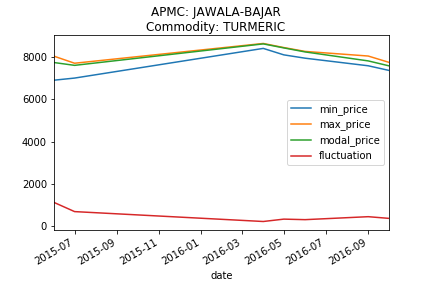 APMC: JAWALA-BAJAR
Commodity: TURMERIC
8000
6000
4000
2000
0
min_price
max_price
modal_price
fluctuation
2015-07
2015-09
2015-11
2016-01
2016-03
2016-05
2016-07
2016-09
date